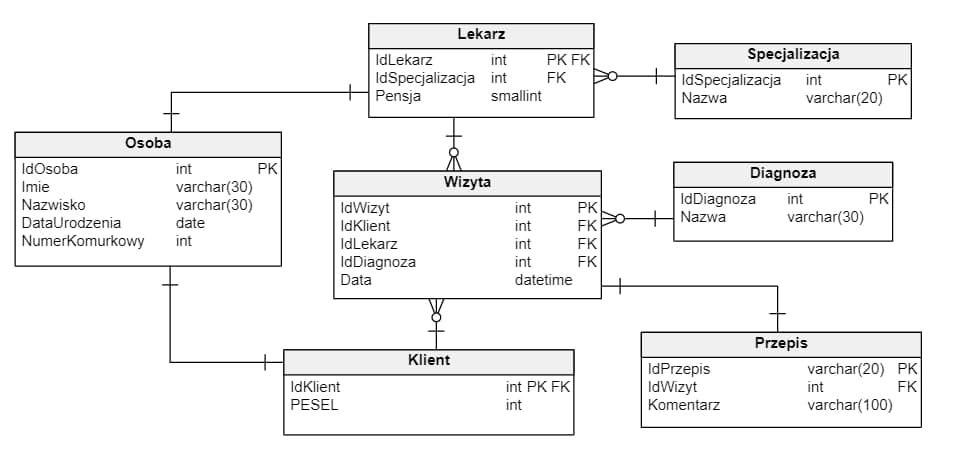 Lekarz
IdLekarz int PK FK
IdSpecjalizacja int FK
Pensja smallint
Specjalizacja
IdSpecjalizacja int PK
Nazwa varchar(20)
Osoba
IdOsoba int PK
Imie varchar(30)
Nazwisko varchar(30)
DataUrodzenia date
NumerKomurkowy int
Wizyta
IdWizyt int PK
IdKlient int FK
IdLekarz int FK
IdDiagnoza int FK
Data datetime
Diagnoza
IdDiagnoza int PK
Nazwa varchar(30)
Klient
IdKlient int PK FK
PESEL int
Przepis
IdPrzepis varchar(20) PK
IdWizyt int FK
Komentarz varchar(100)